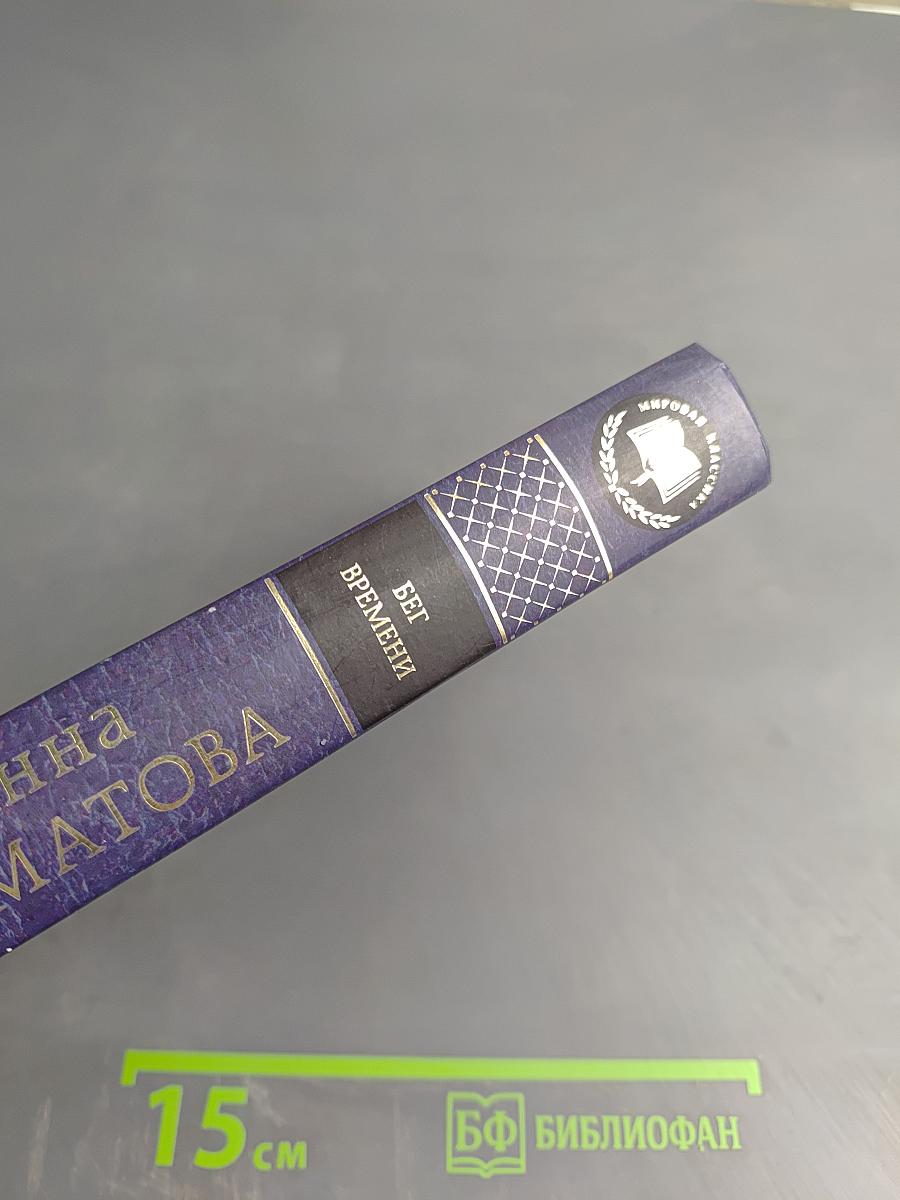 МИРОВАЯ КЛАССИКА
БЕГ
ВРЕМЕНИ
нна
МАТОВА
15 см
БФ БИБЛИОФАН